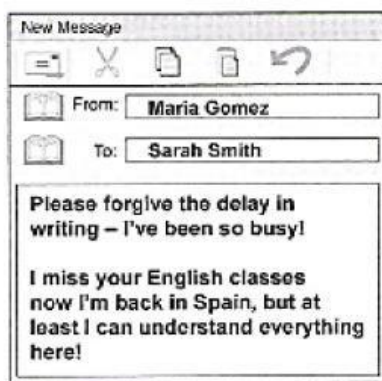 New Message
From: Maria Gomez
To: Sarah Smith
Please forgive the delay in
writing – I've been so busy!
I miss your English classes
now I'm back in Spain, but at
least I can understand everything
here!